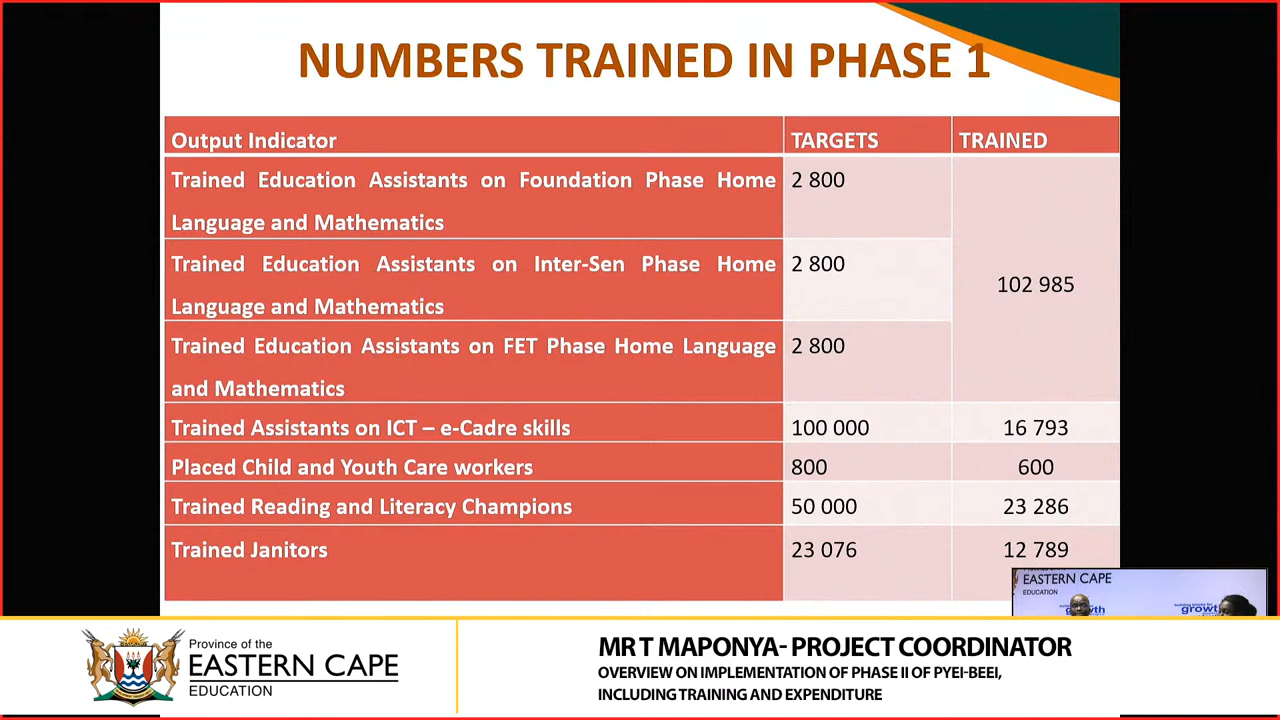 NUMBERS TRAINED IN PHASE 1
Output Indicator TARGETS TRAINED
Trained Education Assistants on Foundation Phase Home 2 800
Language and Mathematics
Trained Education Assistants on Inter-Sen Phase Home 2 800
102 985
Language and Mathematics
Trained Education Assistants on FET Phase Home Language 2 800
and Mathematics
Trained Assistants on ICT – e-Cadre skills 100 000 16 793
Placed Child and Youth Care workers 800 600
Trained Reading and Literacy Champions 50 000 23 286
Trained Janitors 23 076 12 789
EASTERN CAPE
EDUCATION
growth
growth
Province of the
EASTERN CAPE
EDUCATION
MR T MAPONYA- PROJECT COORDINATOR
OVERVIEW ON IMPLEMENTATION OF PHASE II OF PYEI-BEEI,
INCLUDING TRAINING AND EXPENDITURE